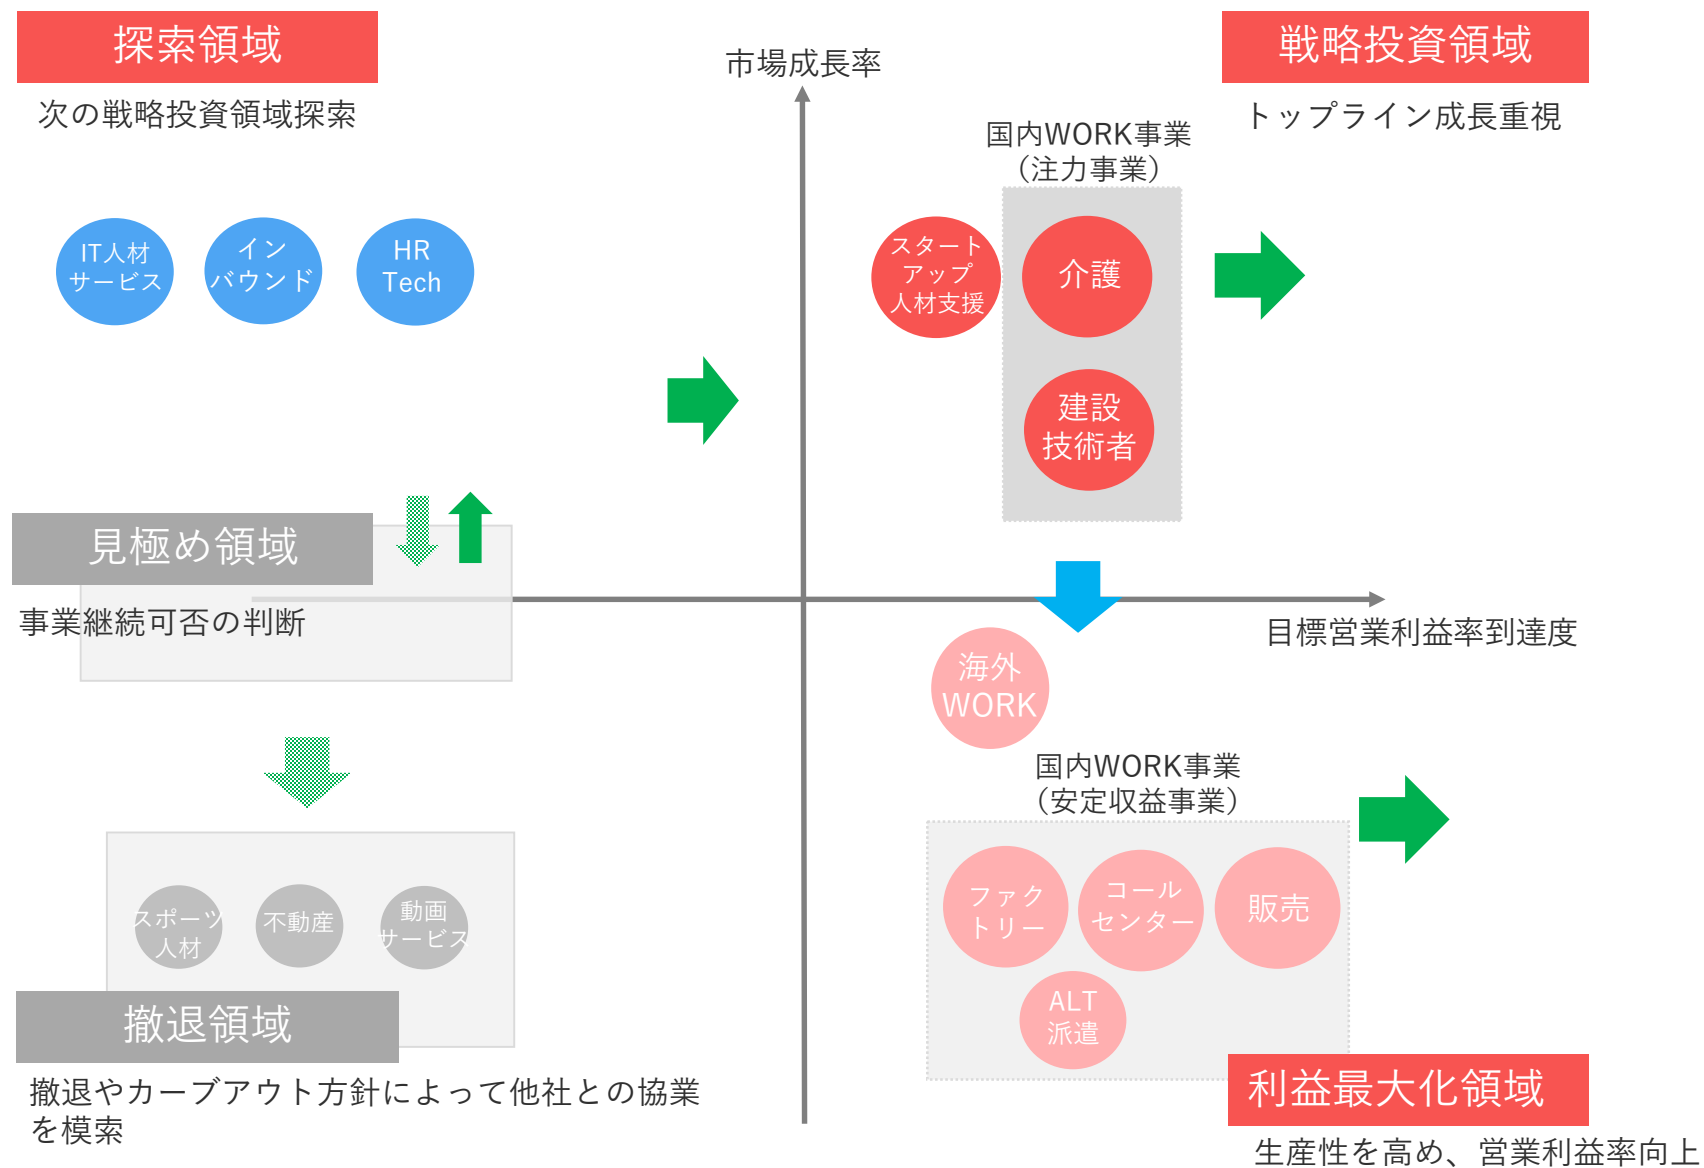 探索領域
次の戦略投資領域探索
IT人材
サービス
イン
バウンド
HR
Tech
市場成長率
戦略投資領域
トップライン成長重視
国内WORK事業
（注力事業）
スタート
アップ
人材支援
介護
建設
技術者
見極め領域
事業継続可否の判断
目標営業利益率到達度
海外
WORK
国内WORK事業
（安定収益事業）
ファク
トリー
コール
センター
販売
ALT
派遣
スポーツ
人材
不動産
動画
サービス
撤退領域
撤退やカーブアウト方針によって他社との協業
を模索
利益最大化領域
生産性を高め、営業利益率向上